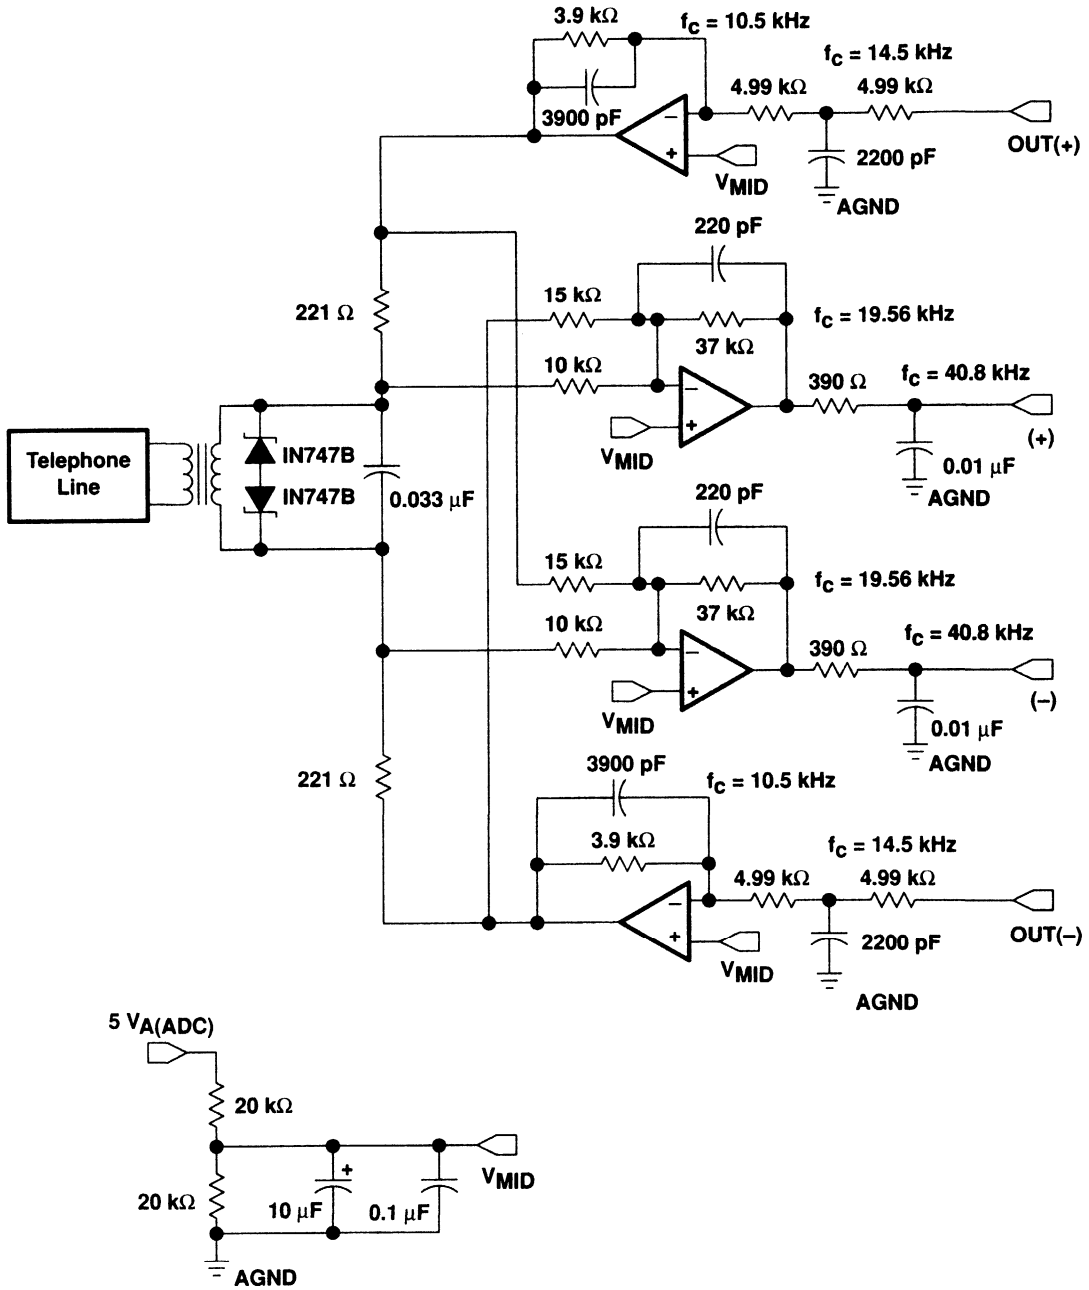 3.9 kΩ
fC = 10.5 kHz
fC = 14.5 kHz
4.99 kΩ
4.99 kΩ
3900 pF
−
+
OUT(+)
2200 pF
VMID
AGND
220 pF
15 kΩ
221 Ω
fC = 19.56 kHz
37 kΩ
10 kΩ
390 Ω
fC = 40.8 kHz
−
+
VMID
(+)
Telephone
Line
IN747B
0.01 μF
IN747B
0.033 μF
AGND
220 pF
15 kΩ
fC = 19.56 kHz
37 kΩ
10 kΩ
390 Ω
fC = 40.8 kHz
−
+
VMID
(−)
0.01 μF
AGND
221 Ω
3900 pF
fC = 10.5 kHz
3.9 kΩ
fC = 14.5 kHz
4.99 kΩ
4.99 kΩ
−
+
OUT(−)
2200 pF
VMID
AGND
5 VA(ADC)
20 kΩ
+
VMID
20 kΩ
10 μF
0.1 μF
AGND